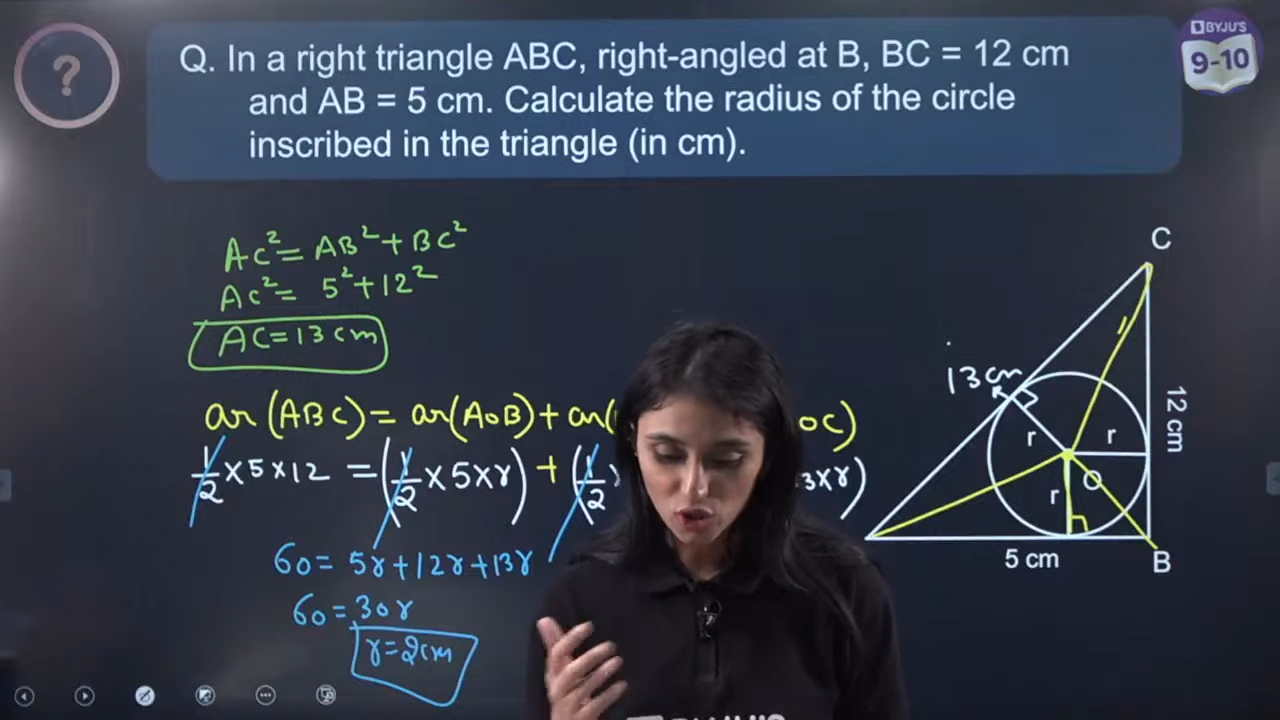 Q. In a right triangle ABC, right-angled at B, BC = 12 cm
and AB = 5 cm. Calculate the radius of the circle
inscribed in the triangle (in cm).
BYJU'S
9-10
AC² = AB² + BC²
AC² = 5² + 12²
AC = 13 cm
ar (ABC) = ar(AOB) + ar( OC)
1/2 × 5 × 12 = (1/2 × 5 × r) + (1/2 3 × r)
60 = 5r + 12r + 13r
60 = 30r
r = 2cm
C
13 cm
12 cm
r
r
r
O
5 cm
B